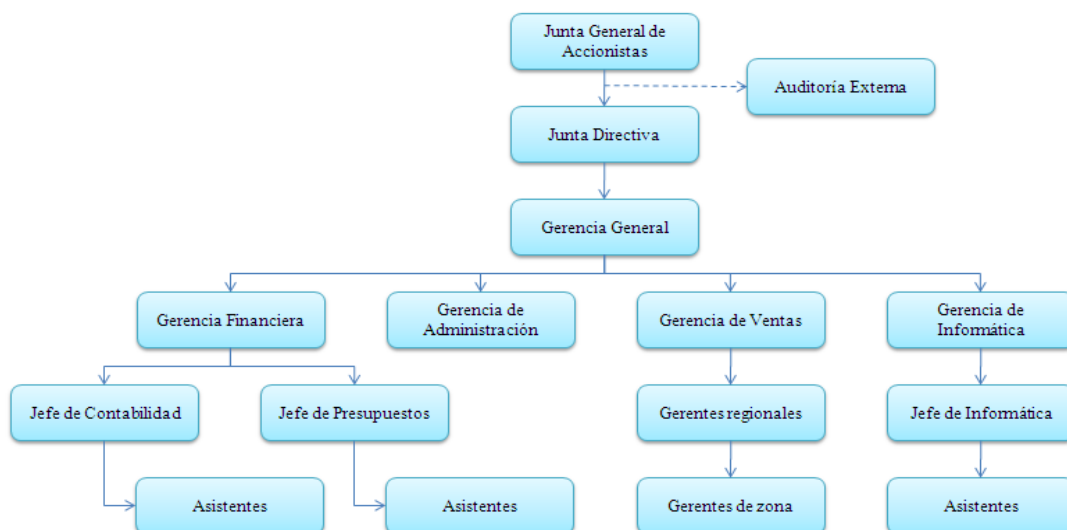 Junta General de
Accionistas
Auditoría Externa
Junta Directiva
Gerencia General
Gerencia Financiera
Gerencia de
Administración
Gerencia de Ventas
Gerencia de
Informática
Jefe de Contabilidad
Jefe de Presupuestos
Gerentes regionales
Jefe de Informática
Asistentes
Asistentes
Gerentes de zona
Asistentes